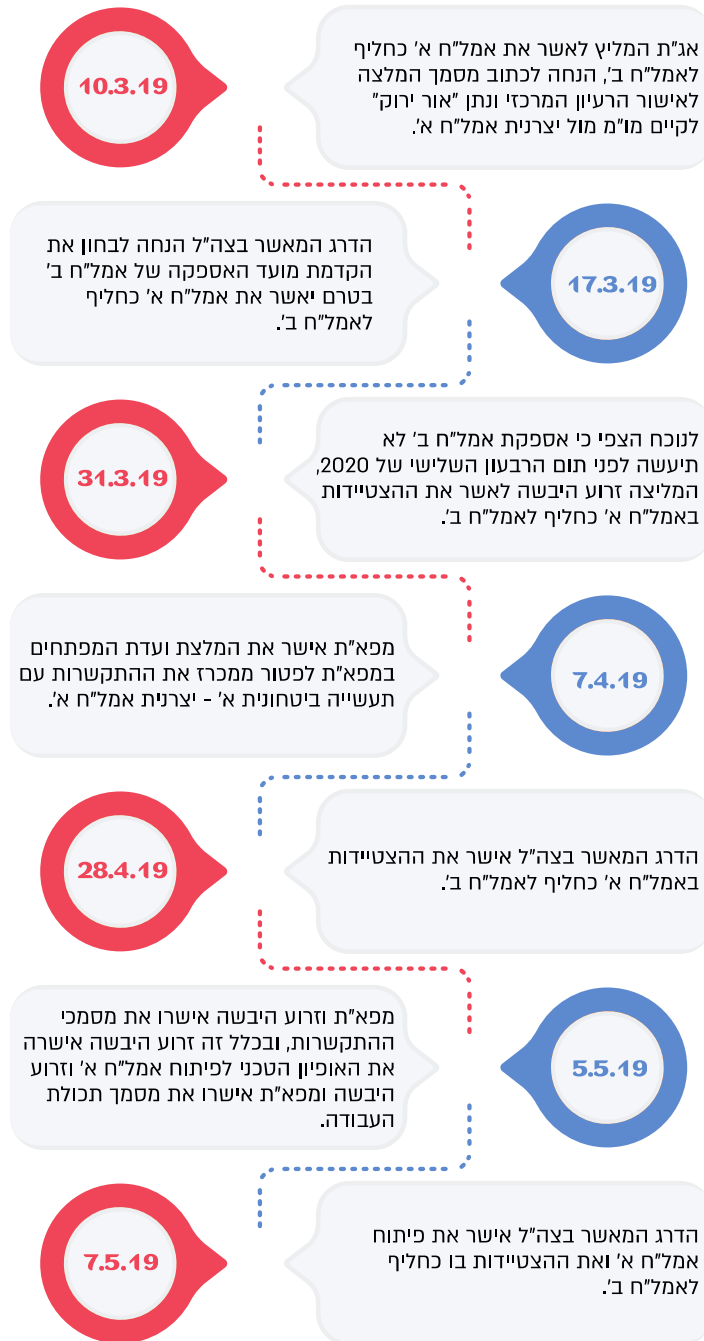 10.3.19
אג"ת המליץ לאשר את אמל"ח א' כחליף
לאמל"ח ב', הנחה לכתוב מסמך המלצה
לאישור הרעיון המרכזי ונתן "אור ירוק"
לקיים מו"מ מול יצרנית אמל"ח א'.
17.3.19
הדרג המאשר בצה"ל הנחה לבחון את
הקדמת מועד האספקה של אמל"ח ב'
בטרם יאשר את אמל"ח א' כחליף
לאמל"ח ב'.
31.3.19
לנוכח הצפי כי אספקת אמל"ח ב' לא
תיעשה לפני תום הרבעון השלישי של 2020,
המליצה זרוע היבשה לאשר את ההצטיידות
באמל"ח א' כחליף לאמל"ח ב'.
7.4.19
מפא"ת אישר את המלצת ועדת המפתחים
במפא"ת לפטור ממכרז את ההתקשרות עם
תעשייה ביטחונית א' - יצרנית אמל"ח א'.
28.4.19
הדרג המאשר בצה"ל אישר את ההצטיידות
באמל"ח א' כחליף לאמל"ח ב'.
5.5.19
מפא"ת וזרוע היבשה אישרו את מסמכי
ההתקשרות, ובכלל זה זרוע היבשה אישרה
את האופיון הטכני לפיתוח אמל"ח א' וזרוע
היבשה ומפא"ת אישרו את מסמך תכולת
העבודה.
7.5.19
הדרג המאשר בצה"ל אישר את פיתוח
אמל"ח א' ואת ההצטיידות בו כחליף
לאמל"ח ב'.